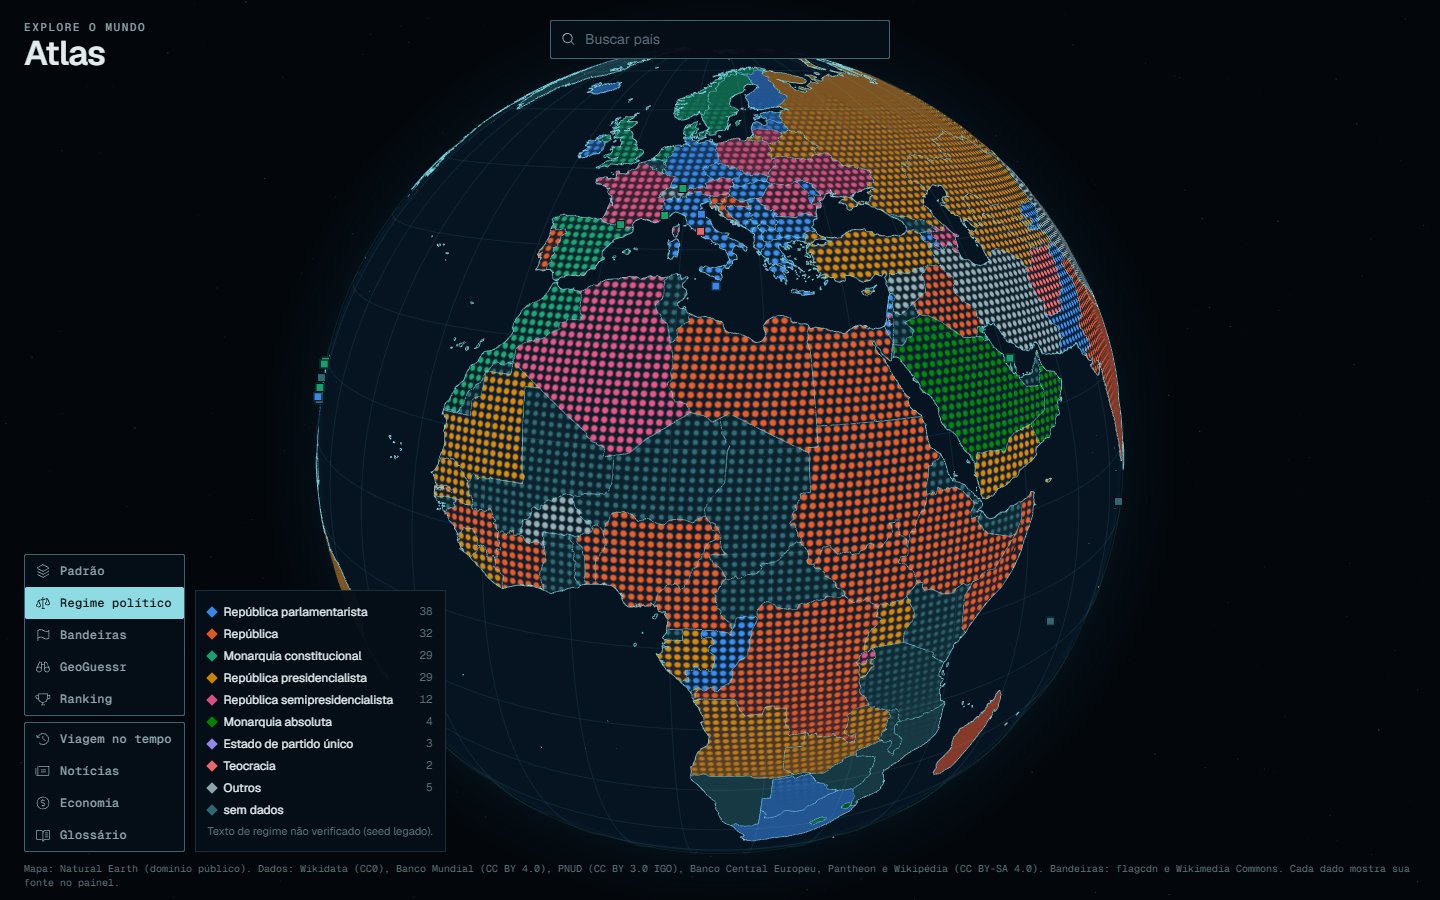 EXPLORE O MUNDO
Atlas
Buscar país
Padrão
Regime político
Bandeiras
GeoGuessr
Ranking
Viagem no tempo
Notícias
Economia
Glossário
República parlamentarista 38
República 32
Monarquia constitucional 29
República presidencialista 29
República semipresidencialista 12
Monarquia absoluta 4
Estado de partido único 3
Teocracia 2
Outros 5
sem dados
Texto de regime não verificado (seed legado).
Mapa: Natural Earth (domínio público). Dados: Wikidata (CC0), Banco Mundial (CC BY 4.0), PNUD (CC BY 3.0 IGO), Banco Central Europeu, Pantheon e Wikipédia (CC BY-SA 4.0). Bandeiras: flagcdn e Wikimedia Commons. Cada dado mostra sua
fonte no painel.